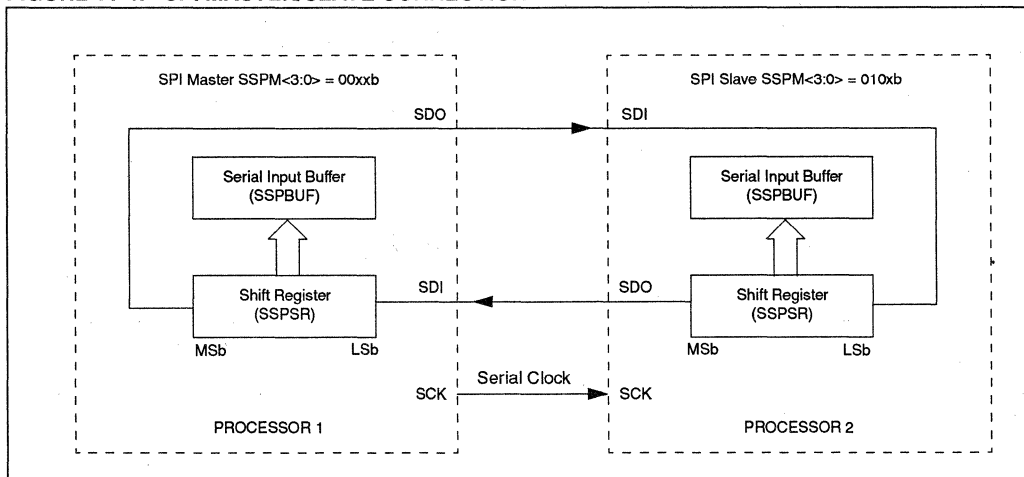 SPI Master SSPM<3:0> = 00xxb
SPI Slave SSPM<3:0> = 010xb
SDO
SDI
Serial Input Buffer
(SSPBUF)
Serial Input Buffer
(SSPBUF)
SDI
SDO
Shift Register
(SSPSR)
Shift Register
(SSPSR)
MSb
LSb
MSb
LSb
Serial Clock
SCK
SCK
PROCESSOR 1
PROCESSOR 2